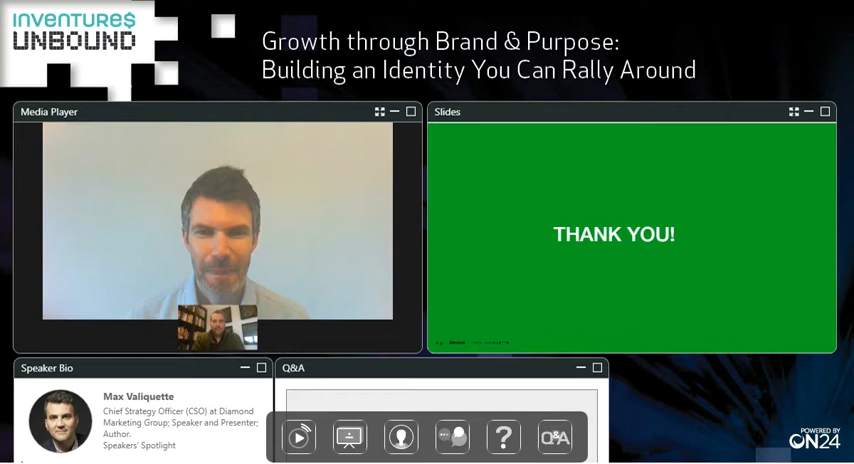 INVENTURE$
UNBOUND
Growth through Brand & Purpose:
Building an Identity You Can Rally Around
Media Player
Slides
THANK YOU!
Speaker Bio
Q&A
Max Valiquette
Chief Strategy Officer (CSO) at Diamond
Marketing Group; Speaker and Presenter;
Author.
Speakers' Spotlight
?
Q&A
POWERED BY
ON24